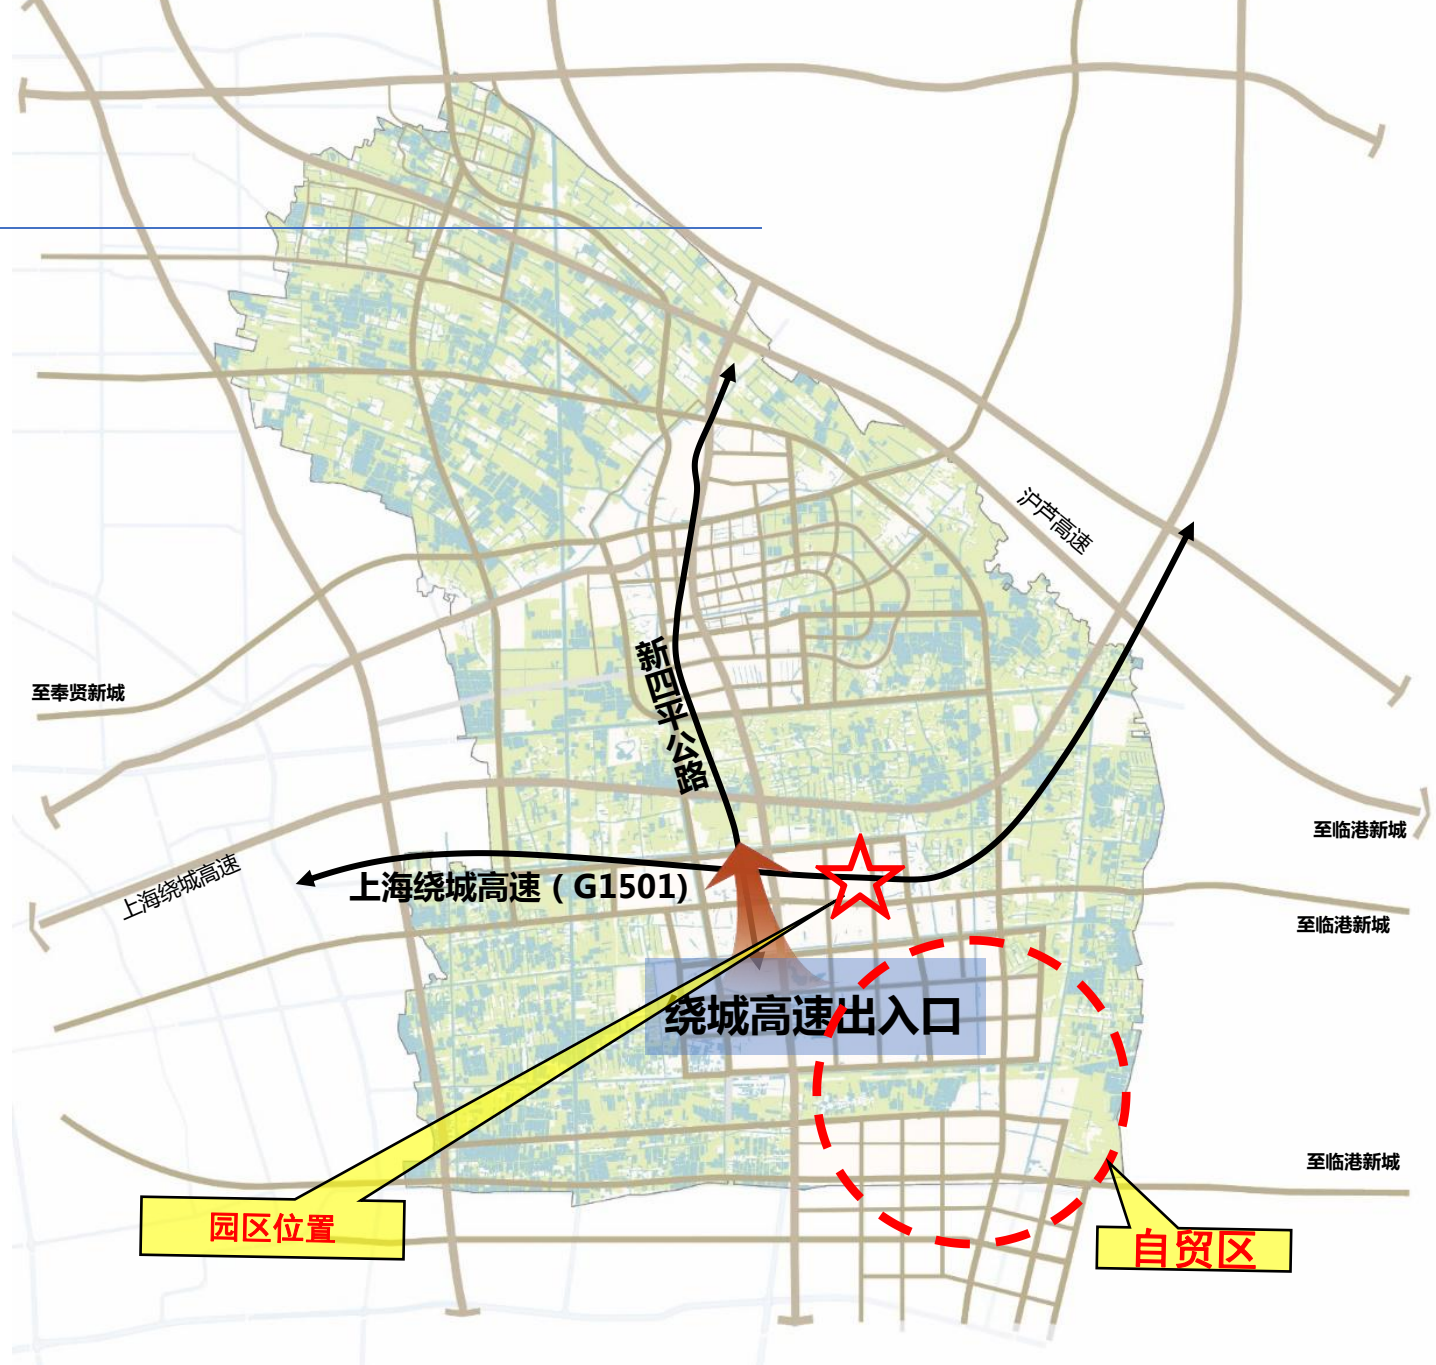 沪芦高速
新四平公路
至奉贤新城
至临港新城
上海绕城高速
上海绕城高速（G1501)
至临港新城
绕城高速出入口
至临港新城
园区位置
自贸区